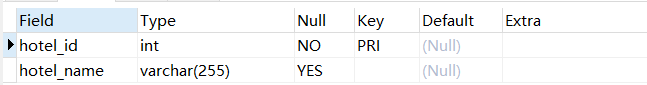 Field Type Null Key Default Extra
hotel_id int NO PRI (Null)
hotel_name varchar(255) YES (Null)